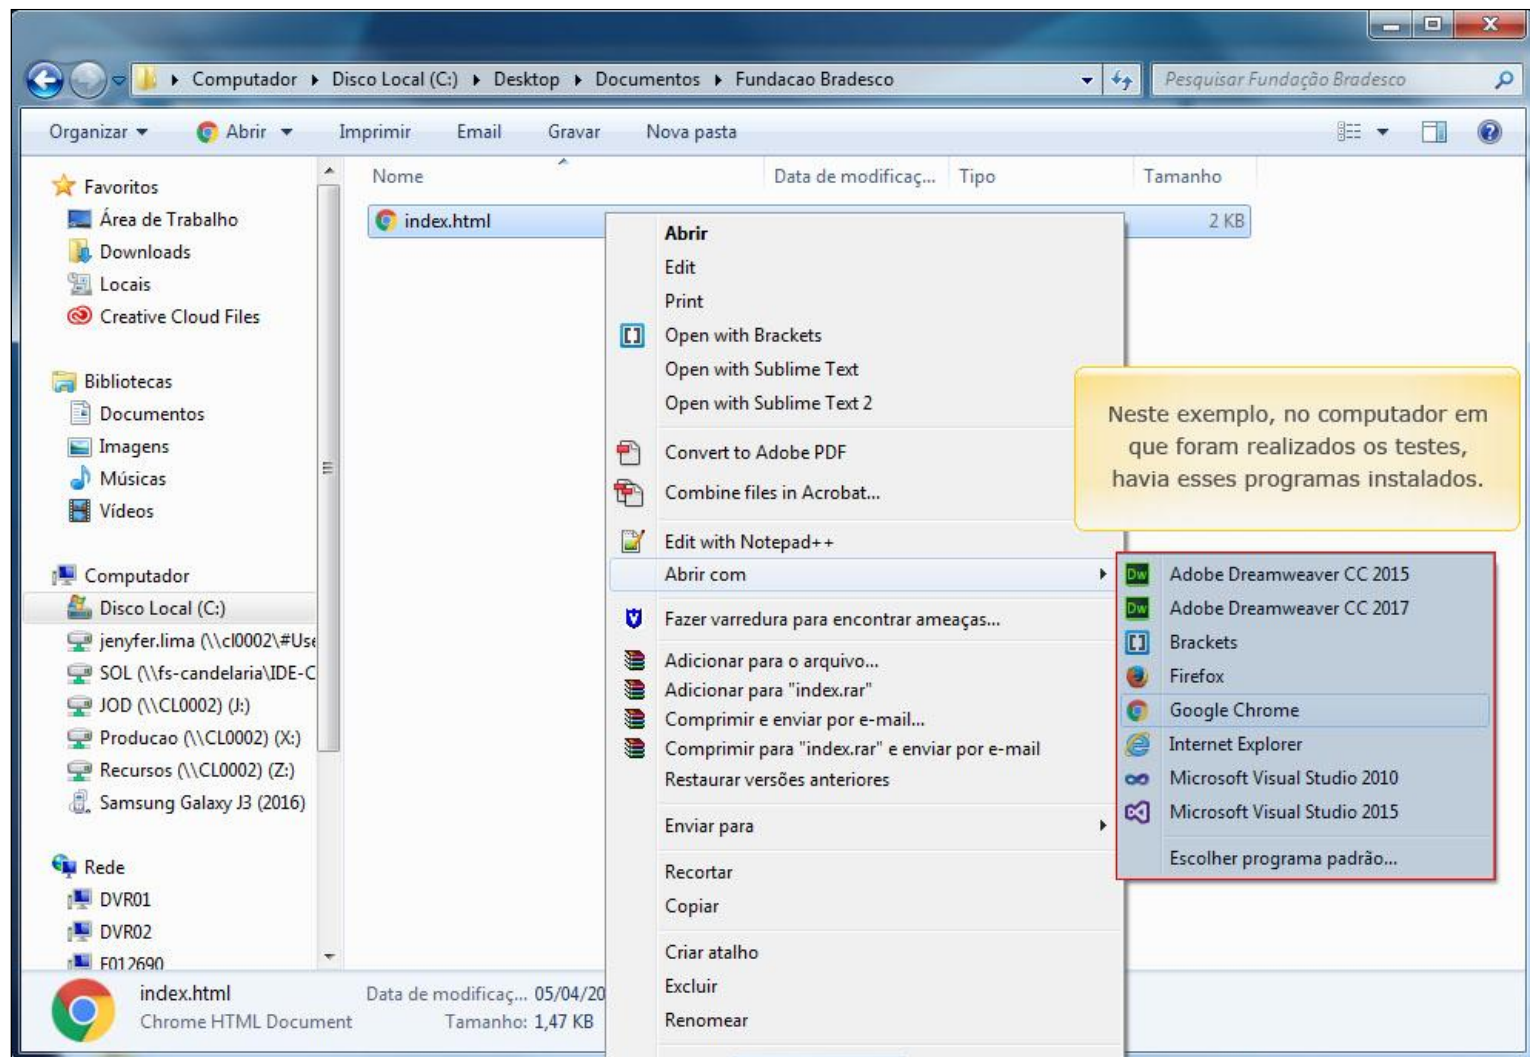 Computador ▸ Disco Local (C:) ▸ Desktop ▸ Documentos ▸ Fundacao Bradesco
Pesquisar Fundação Bradesco
Organizar Abrir Imprimir Email Gravar Nova pasta
Favoritos
Área de Trabalho
Downloads
Locais
Creative Cloud Files
Bibliotecas
Documentos
Imagens
Músicas
Vídeos
Computador
Disco Local (C:)
jenyfer.lima (\\cl0002\#Use
SOL (\\fs-candelaria\IDE-C
JOD (\\CL0002) (J:)
Producao (\\CL0002) (X:)
Recursos (\\CL0002) (Z:)
Samsung Galaxy J3 (2016)
Rede
DVR01
DVR02
F012690
Nome Data de modificaç... Tipo Tamanho
index.html 2 KB
Abrir
Edit
Print
Open with Brackets
Open with Sublime Text
Open with Sublime Text 2
Convert to Adobe PDF
Combine files in Acrobat...
Edit with Notepad++
Abrir com
Fazer varredura para encontrar ameaças...
Adicionar para o arquivo...
Adicionar para "index.rar"
Comprimir e enviar por e-mail...
Comprimir para "index.rar" e enviar por e-mail
Restaurar versões anteriores
Enviar para
Recortar
Copiar
Criar atalho
Excluir
Renomear
Neste exemplo, no computador em
que foram realizados os testes,
havia esses programas instalados.
Adobe Dreamweaver CC 2015
Adobe Dreamweaver CC 2017
Brackets
Firefox
Google Chrome
Internet Explorer
Microsoft Visual Studio 2010
Microsoft Visual Studio 2015
Escolher programa padrão...
index.html Data de modificaç... 05/04/20
Chrome HTML Document Tamanho: 1,47 KB